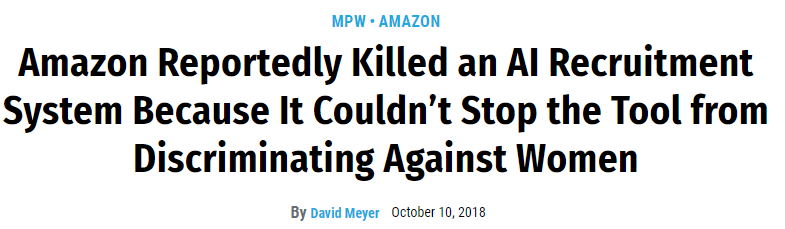 MPW • AMAZON
Amazon Reportedly Killed an AI Recruitment
System Because It Couldn’t Stop the Tool from
Discriminating Against Women
By David Meyer October 10, 2018